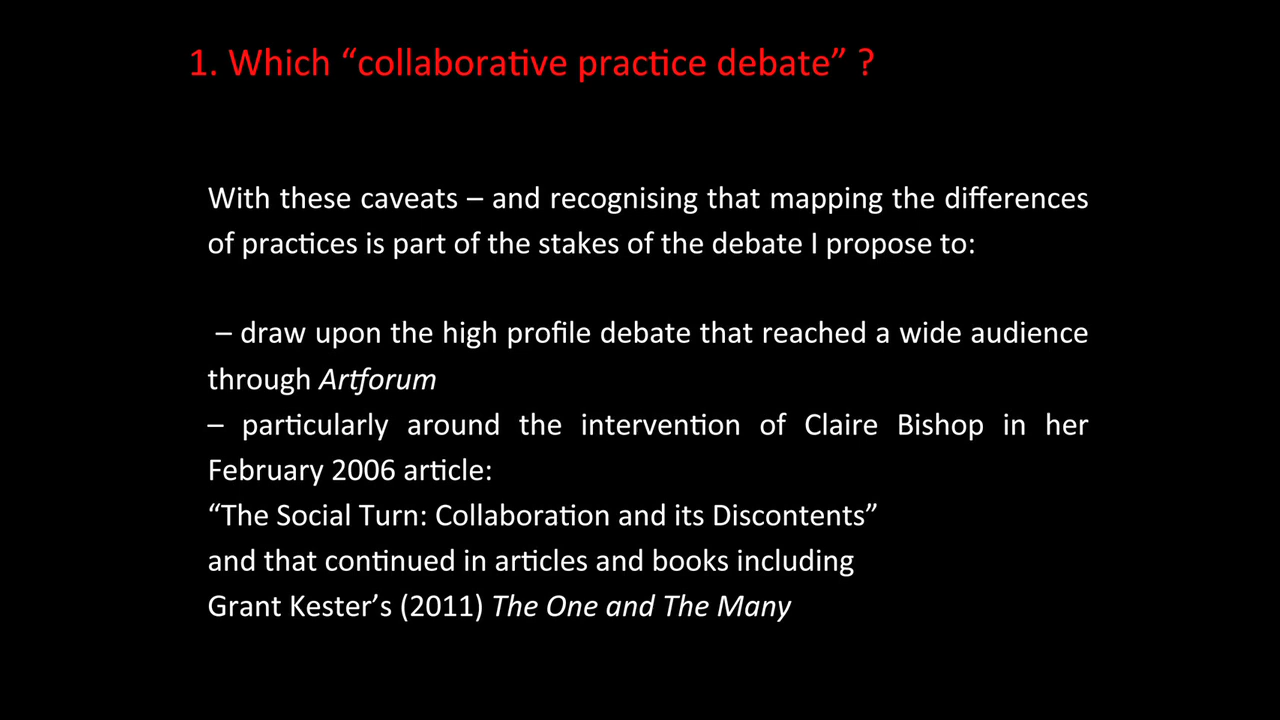 1. Which “collaborative practice debate” ?
With these caveats – and recognising that mapping the differences
of practices is part of the stakes of the debate I propose to:
– draw upon the high profile debate that reached a wide audience
through Artforum
– particularly around the intervention of Claire Bishop in her
February 2006 article:
“The Social Turn: Collaboration and its Discontents”
and that continued in articles and books including
Grant Kester’s (2011) The One and The Many